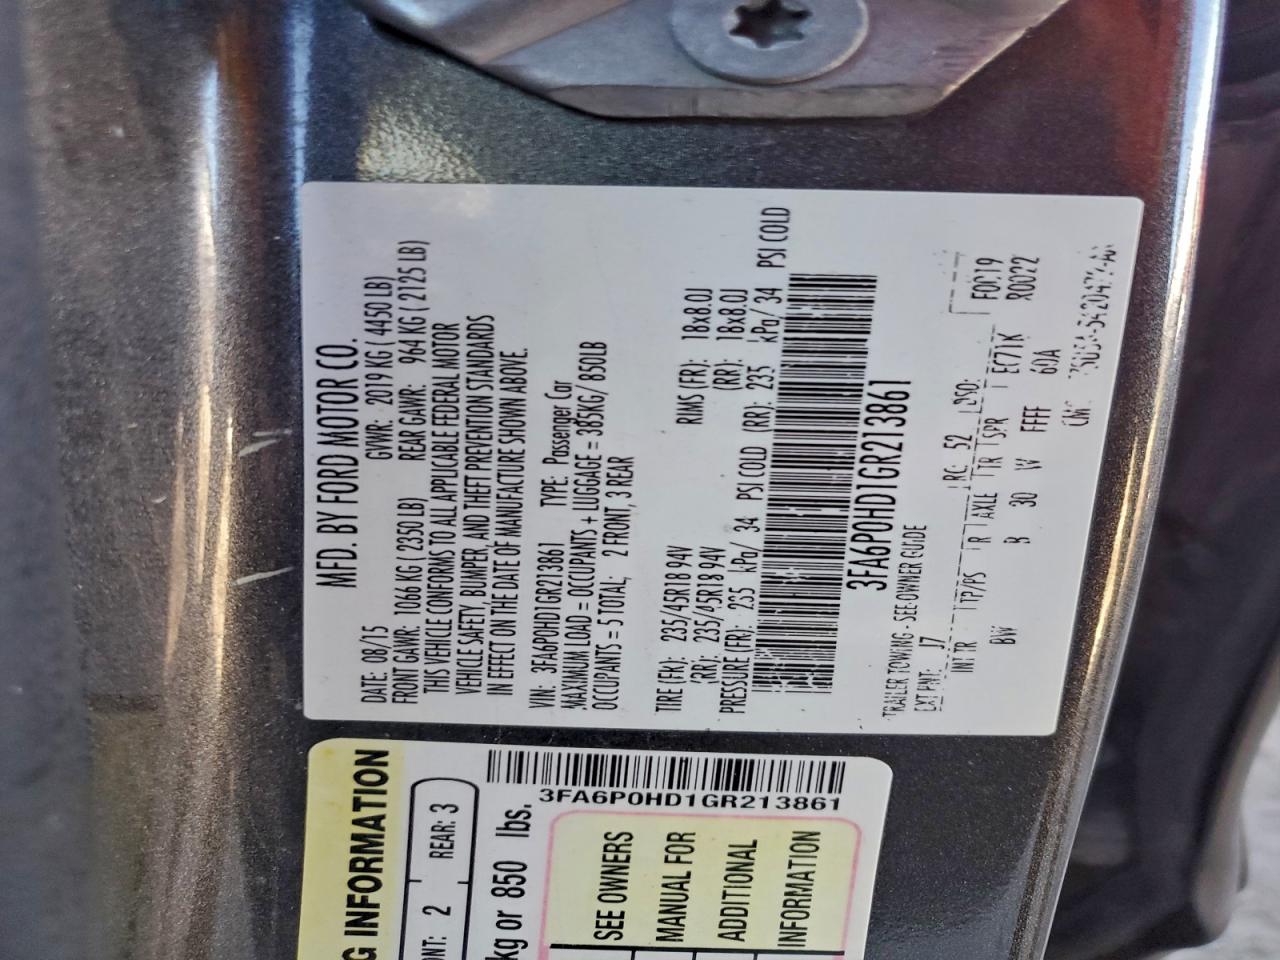 MFD. BY FORD MOTOR CO.
DATE: 08/15 GVWR: 2019 KG ( 4450 LB)
FRONT GAWR: 1066 KG ( 2350 LB) REAR GAWR: 964 KG ( 2125 LB)
THIS VEHICLE CONFORMS TO ALL APPLICABLE FEDERAL MOTOR
VEHICLE SAFETY, BUMPER, AND THEFT PREVENTION STANDARDS
IN EFFECT ON THE DATE OF MANUFACTURE SHOWN ABOVE.
VIN: 3FA6P0HD1GR213861 TYPE: Passenger Car
MAXIMUM LOAD = OCCUPANTS + LUGGAGE = 385KG/ 850LB
OCCUPANTS = 5 TOTAL; 2 FRONT, 3 REAR
TIRE (FR): 235/45R18 94V RIMS (FR): 18x8.0J
(RR): 235/45R18 94V (RR): 18x8.0J
PRESSURE (FR): 235 kPa/ 34 PSI COLD (RR): 235 kPa/ 34 PSI COLD
3FA6P0HD1GR213861
TRAILER TOWING - SEE OWNER GUIDE
EXT PNT: J7 RC: 52 DSO: F0019
INT TR TP/PS R AXLE TR SPR E71K R0022
BW B 30 W FFFF 60A
G INFORMATION
ONT: 2 REAR: 3
kg or 850 lbs.
3FA6P0HD1GR213861
SEE OWNERS
MANUAL FOR
ADDITIONAL
INFORMATION